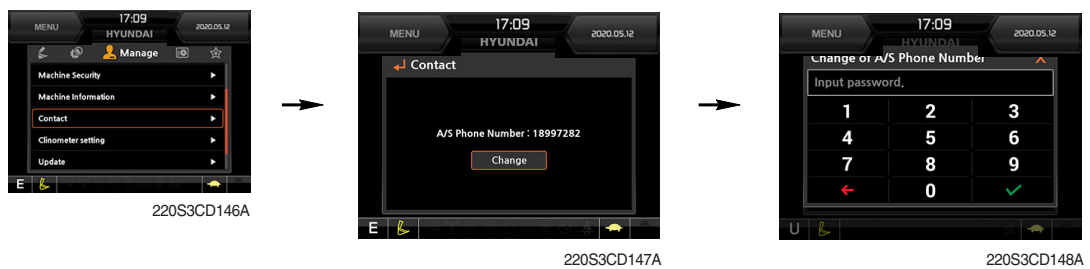 MENU
17:09
HYUNDAI
2020.05.12
Manage
Machine Security
Machine Information
Contact
Clinometer setting
Update
E
220S3CD146A
MENU
17:09
HYUNDAI
2020.05.12
Contact
A/S Phone Number : 18997282
Change
E
220S3CD147A
MENU
17:09
HYUNDAI
2020.05.12
Change of A/S Phone Number X
Input password.
1 2 3
4 5 6
7 8 9
0
U
220S3CD148A